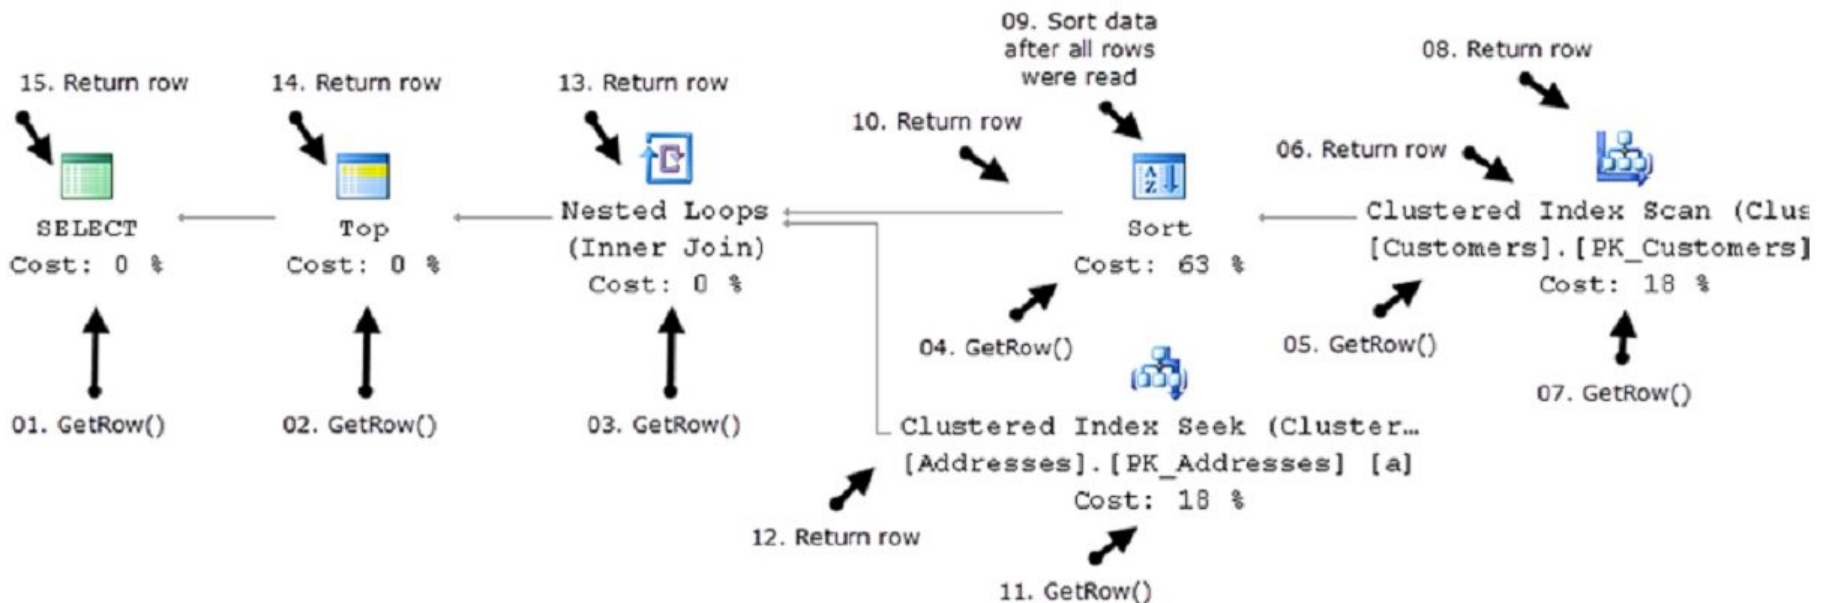 09. Sort data
after all rows
were read
08. Return row
15. Return row
14. Return row
13. Return row
10. Return row
06. Return row
SELECT
Cost: 0 %
Top
Cost: 0 %
Nested Loops
(Inner Join)
Cost: 0 %
Sort
Cost: 63 %
Clustered Index Scan (Clus
[Customers].[PK_Customers]
Cost: 18 %
04. GetRow()
05. GetRow()
07. GetRow()
01. GetRow()
02. GetRow()
03. GetRow()
Clustered Index Seek (Cluster…
[Addresses].[PK_Addresses] [a]
Cost: 18 %
12. Return row
11. GetRow()